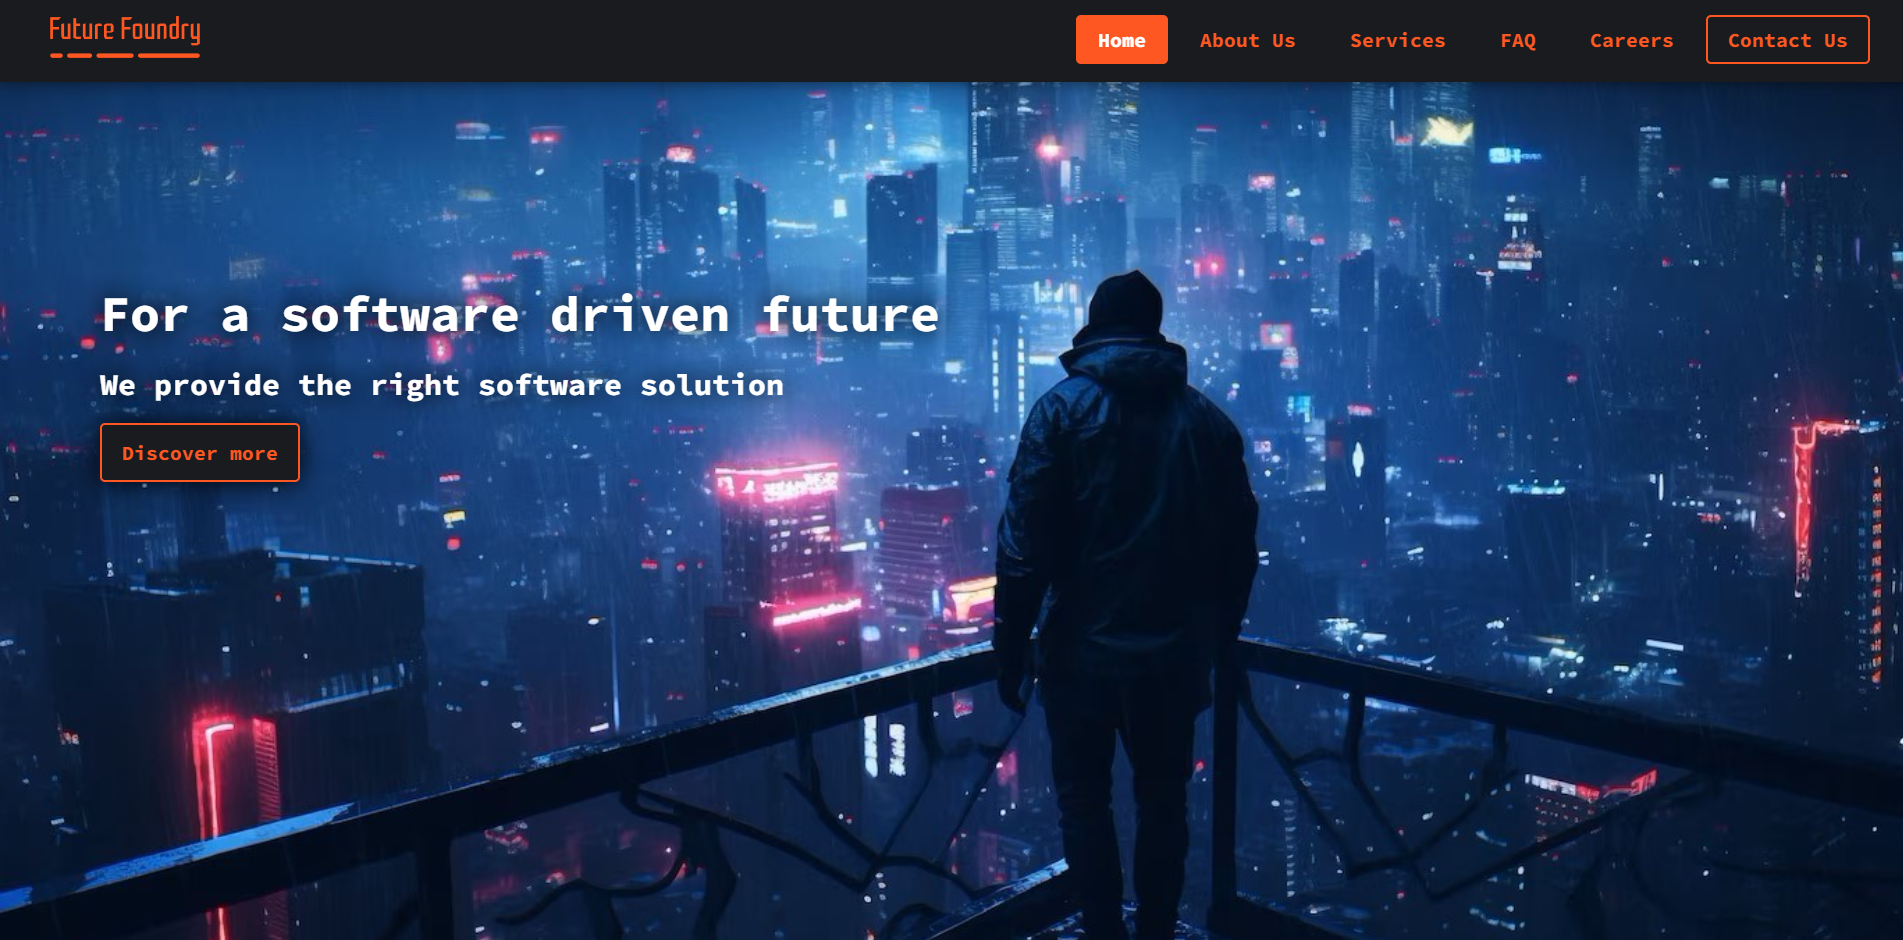 Future Foundry
Home
About Us
Services
FAQ
Careers
Contact Us
For a software driven future
We provide the right software solution
Discover more